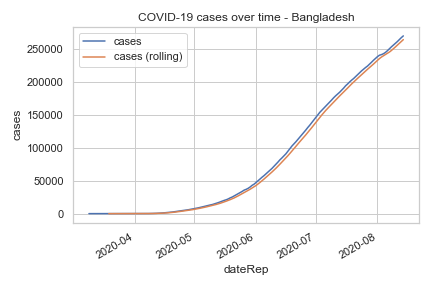 COVID-19 cases over time - Bangladesh
cases
cases (rolling)
250000
200000
150000
100000
50000
0
cases
2020-04
2020-05
2020-06
2020-07
2020-08
dateRep